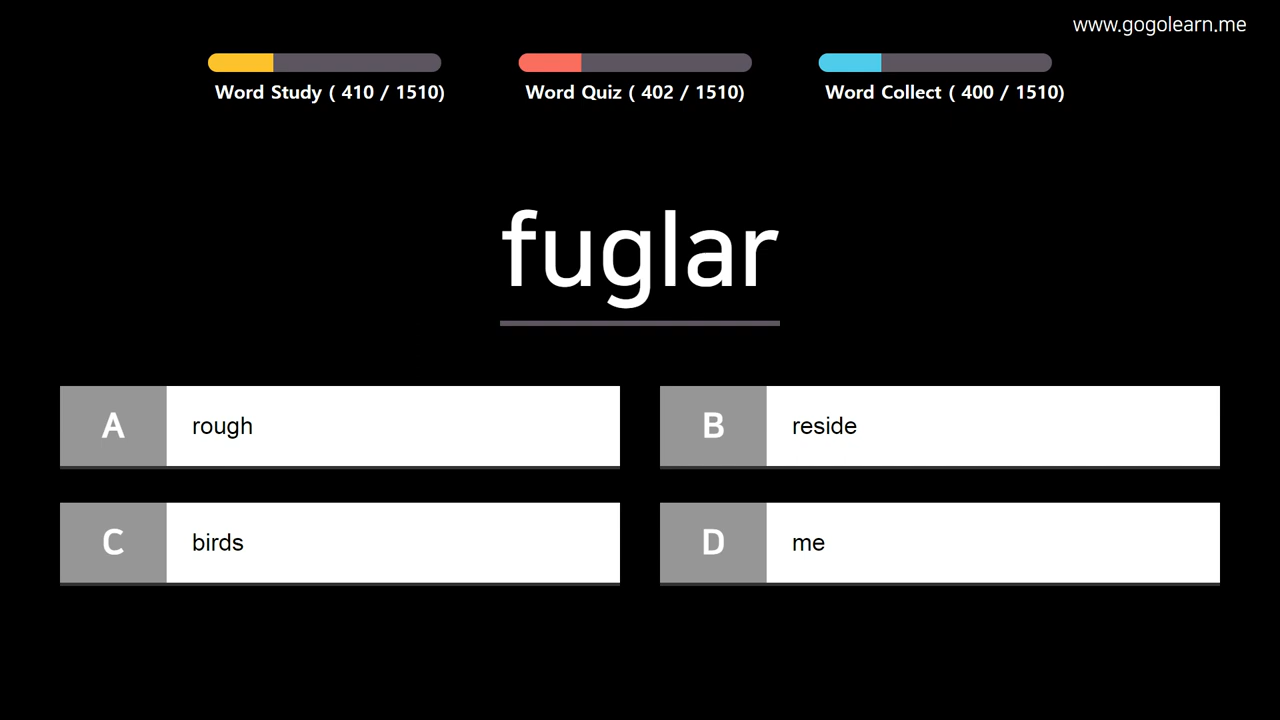 www.gogolearn.me
Word Study ( 410 / 1510)
Word Quiz ( 402 / 1510)
Word Collect ( 400 / 1510)
fuglar
A rough
B reside
C birds
D me